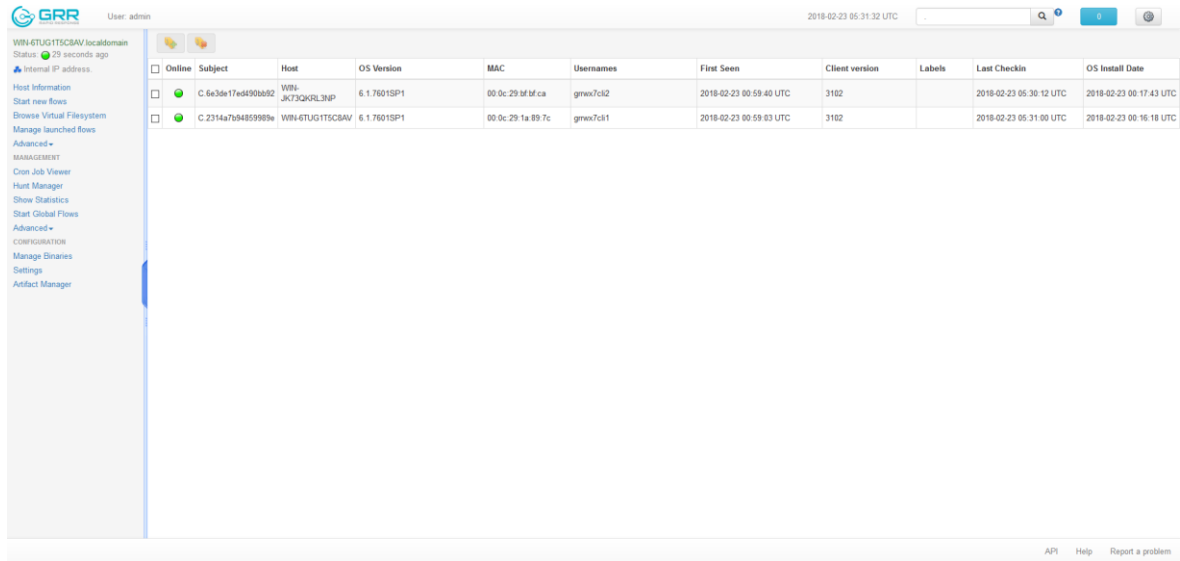 GRR
User: admin
2018-02-23 05:31:32 UTC
.
0
WIN-6TUG1T5C8AV.localdomain
Status: 29 seconds ago
Internal IP address.
Host Information
Start new flows
Browse Virtual Filesystem
Manage launched flows
Advanced
MANAGEMENT
Cron Job Viewer
Hunt Manager
Show Statistics
Start Global Flows
Advanced
CONFIGURATION
Manage Binaries
Settings
Artifact Manager
Online Subject Host OS Version MAC Usernames First Seen Client version Labels Last Checkin OS Install Date
C.6e3de17ed490bb92 WIN-JK73QKRL3NP 6.1.7601SP1 00:0c:29:bf:bf:ca grrwx7cli2 2018-02-23 00:59:40 UTC 3102 2018-02-23 05:30:12 UTC 2018-02-23 00:17:43 UTC
C.2314a7b94859989e WIN-6TUG1T5C8AV 6.1.7601SP1 00:0c:29:1a:89:7c grrwx7cli1 2018-02-23 00:59:03 UTC 3102 2018-02-23 05:31:00 UTC 2018-02-23 00:16:18 UTC
API Help Report a problem